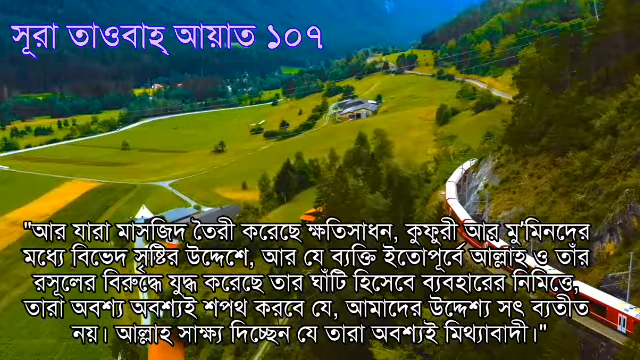 সূরা তাওবাহ্ আয়াত ১০৭
"আর যারা মাসজিদ তৈরী করেছে ক্ষতিসাধন, কুফুরী আর মু'মিনদের
মধ্যে বিভেদ সৃষ্টির উদ্দেশে, আর যে ব্যক্তি ইতোপূর্বে আল্লাহ ও তাঁর
রসূলের বিরুদ্ধে যুদ্ধ করেছে তার ঘাঁটি হিসেবে ব্যবহারের নিমিত্তে,
তারা অবশ্য অবশ্যই শপথ করবে যে, আমাদের উদ্দেশ্য সৎ ব্যতীত
নয়। আল্লাহ সাক্ষ্য দিচ্ছেন যে তারা অবশ্যই মিথ্যাবাদী।"